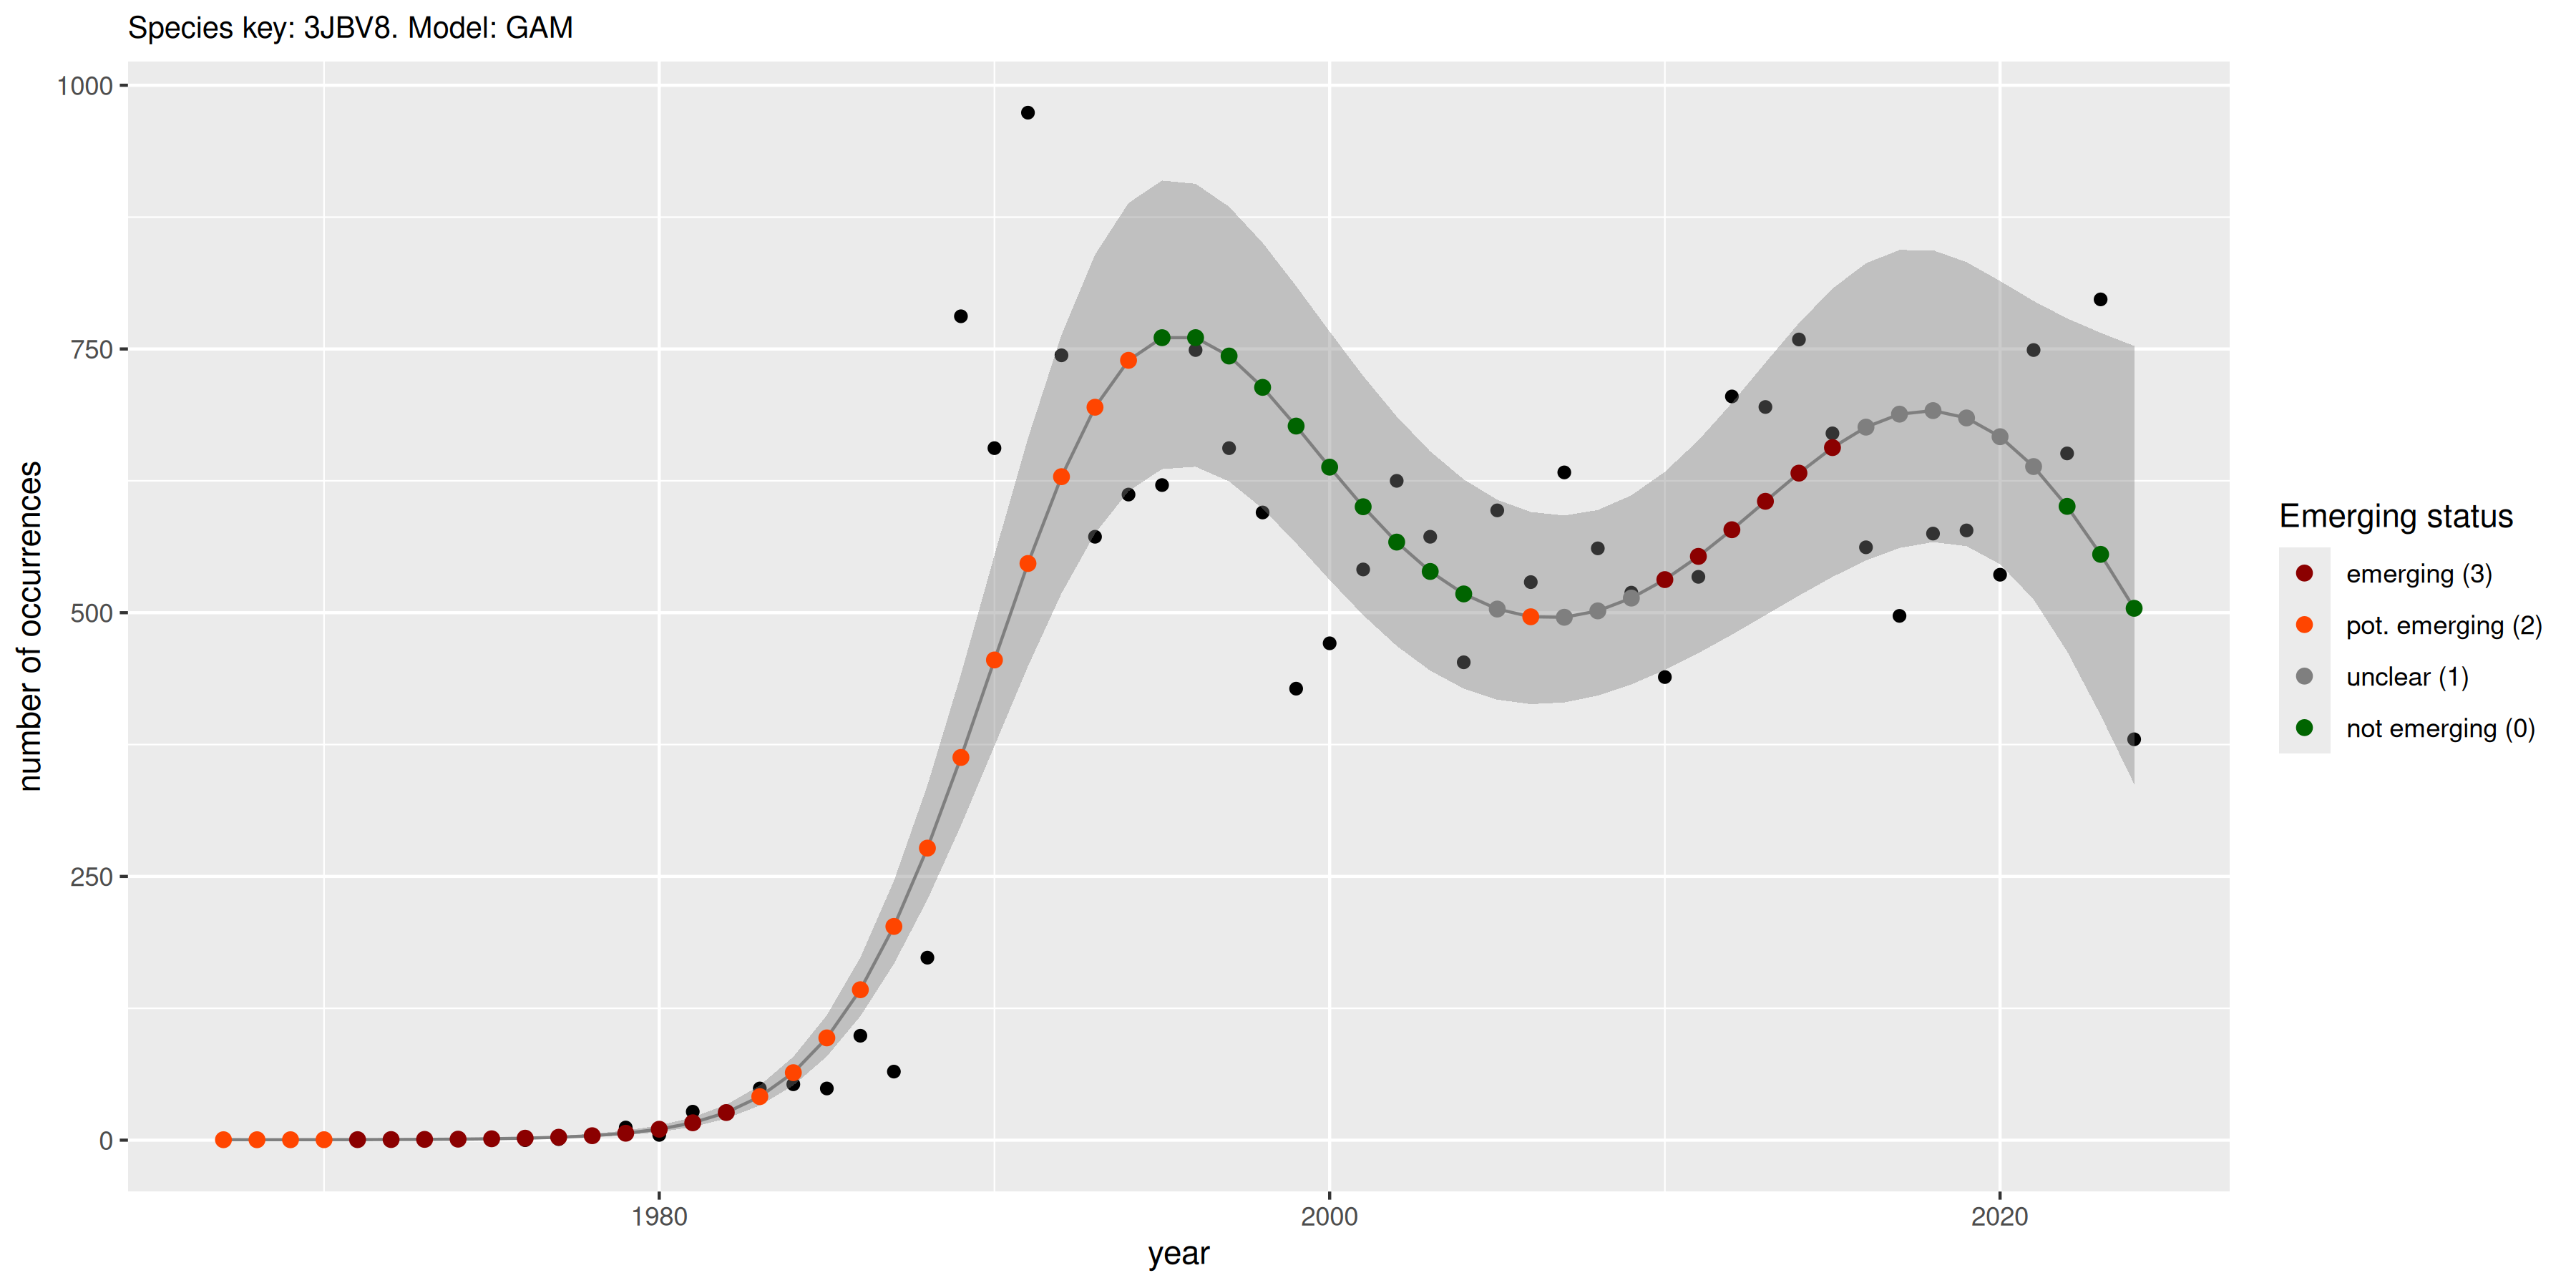 Species key: 3JBV8. Model: GAM
1000
750
500
250
0
number of occurrences
1980
2000
2020
year
Emerging status
emerging (3)
pot. emerging (2)
unclear (1)
not emerging (0)